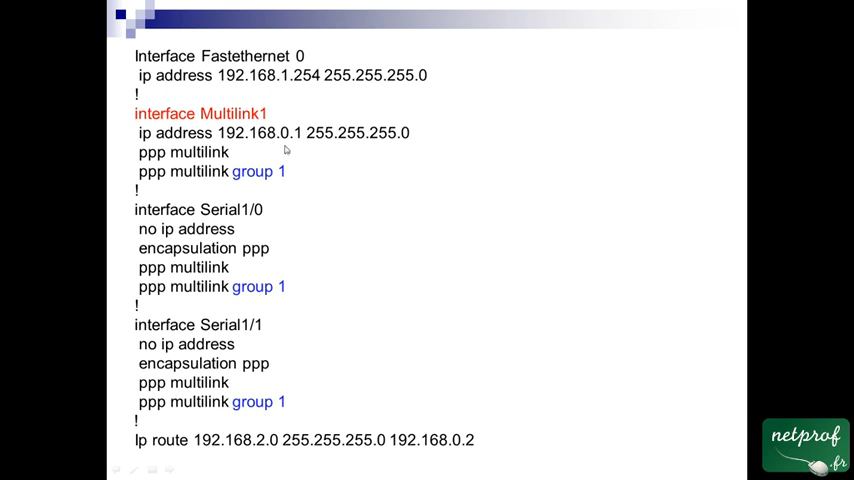 Interface Fastethernet 0
ip address 192.168.1.254 255.255.255.0
!
interface Multilink1
ip address 192.168.0.1 255.255.255.0
ppp multilink
ppp multilink group 1
!
interface Serial1/0
no ip address
encapsulation ppp
ppp multilink
ppp multilink group 1
!
interface Serial1/1
no ip address
encapsulation ppp
ppp multilink
ppp multilink group 1
!
Ip route 192.168.2.0 255.255.255.0 192.168.0.2
netprof
.fr